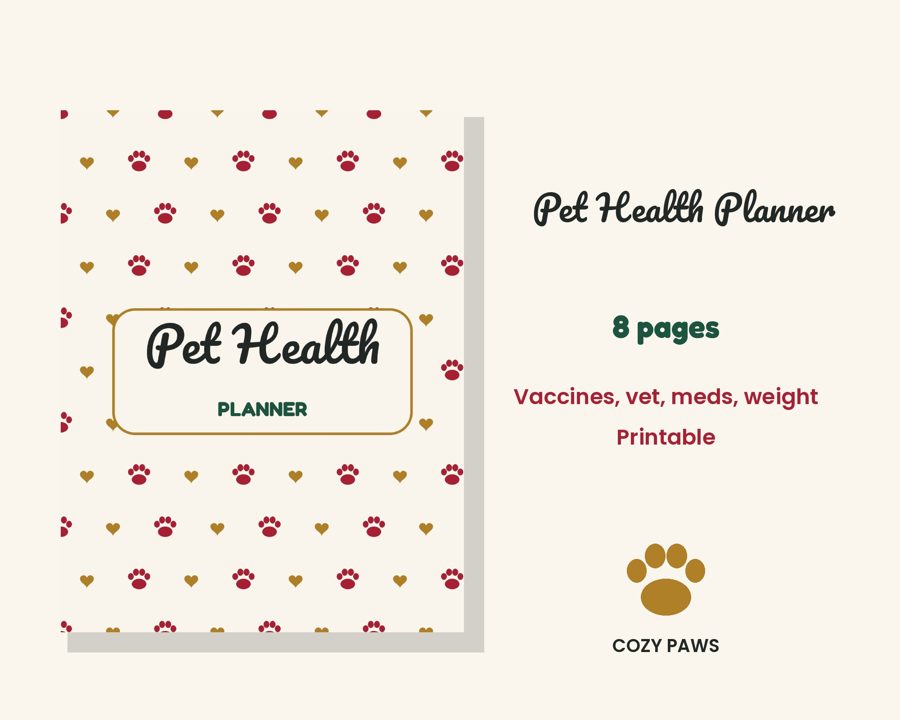 Pet Health
PLANNER
Pet Health Planner
8 pages
Vaccines, vet, meds, weight
Printable
COZY PAWS